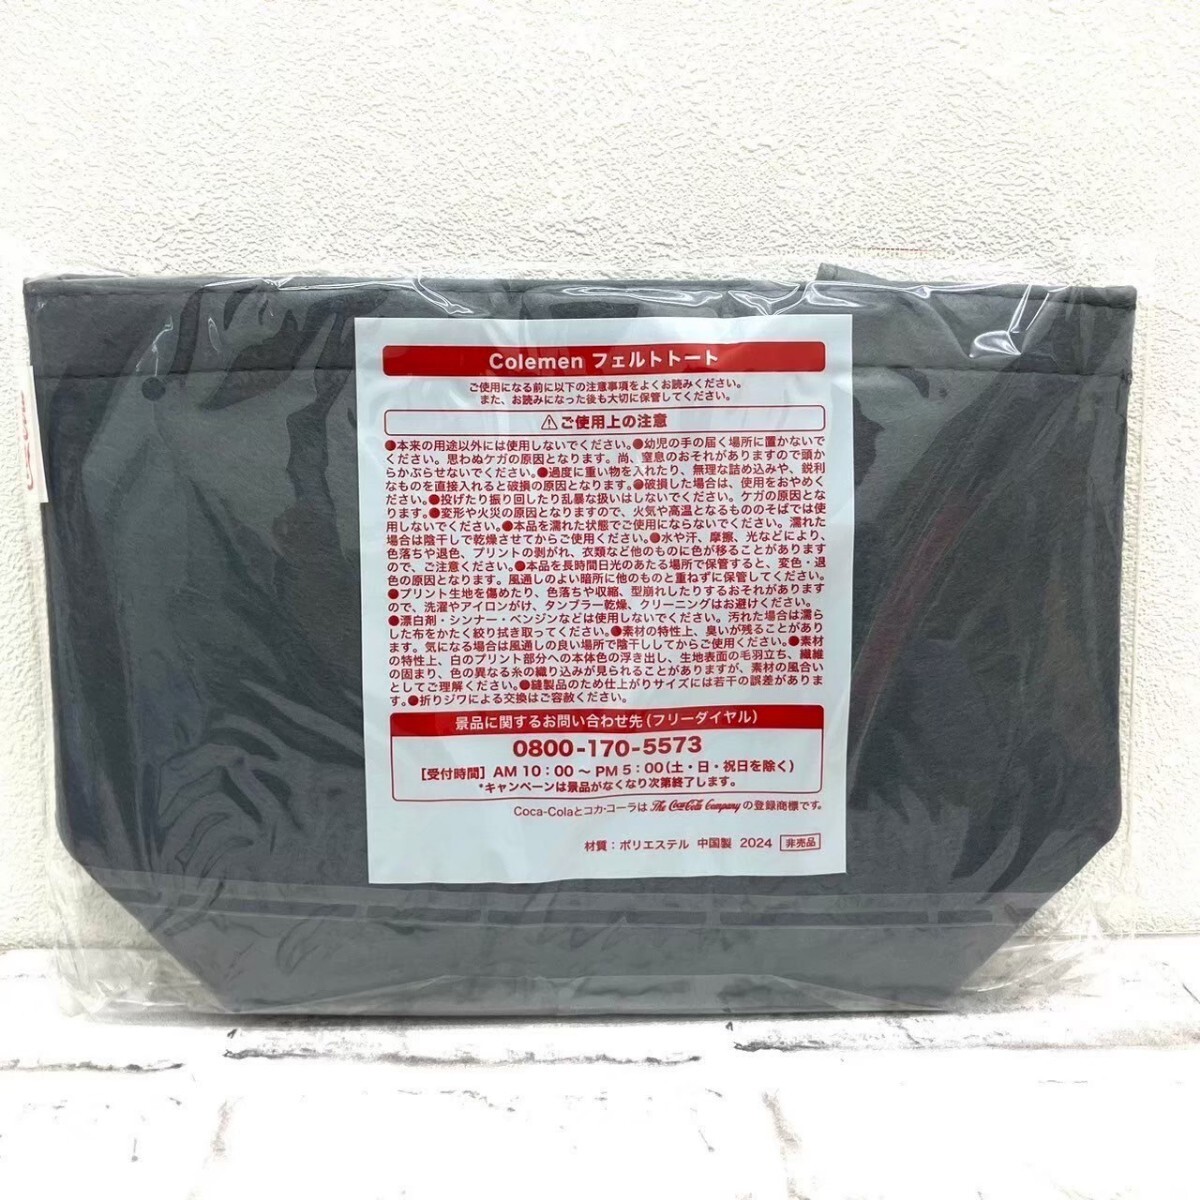 Colemen フェルトトート
ご使用になる前に以下の注意事項をよくお読みください。
また、お読みになった後も大切に保管してください。
⚠ご使用上の注意
●本来の用途以外には使用しないでください。●幼児の手の届く場所に置かないで
ください。思わぬケガの原因となります。尚、窒息のおそれがありますので頭か
らかぶらせないでください。●過度に重い物を入れたり、無理な詰め込みや、鋭利
なものを直接入れると破損の原因となります。●破損した場合は、使用をおやめく
ださい。●投げたり振り回したり乱暴な扱いはしないでください。ケガの原因とな
ります。●変形や火災の原因となりますので、火気や高温となるもののそばでは使
用しないでください。●本品を濡れた状態でご使用にならないでください。濡れた
場合は陰干しで乾燥させてからご使用ください。●水や汗、摩擦、光などにより、
色落ちや退色、プリントの剥がれ、衣類など他のものに色が移ることがあります
ので、ご注意ください。●本品を長時間日光のあたる場所で保管すると、変色・退
色の原因となります。風通しのよい暗所に他のものと重ねずに保管してください。
●プリント生地を傷めたり、色落ちや収縮、型崩れしたりするおそれがあります
ので、洗濯やアイロンがけ、タンブラー乾燥、クリーニングはお避けください。
●漂白剤・シンナー・ベンジンなどは使用しないでください。汚れた場合は濡ら
した布をかたく絞り拭き取ってください。●素材の特性上、臭いが残ることがあり
ます。気になる場合は風通しの良い場所で陰干ししてからご使用ください。●素材
の特性上、白のプリント部分への本体色の浮き出し、生地表面の毛羽立ち、繊維
の固まり、色の異なる糸の織り込みが見られることがありますが、素材の風合い
としてご理解ください。●縫製品のため仕上がりサイズには若干の誤差がありま
す。●折りジワによる交換はご容赦ください。
景品に関するお問い合わせ先（フリーダイヤル）
0800-170-5573
［受付時間］AM 10：00 ～ PM 5：00（土・日・祝日を除く）
*キャンペーンは景品がなくなり次第終了します。
Coca-Colaとコカ・コーラは The Coca-Cola Company の登録商標です。
材質：ポリエステル 中国製 2024 非売品